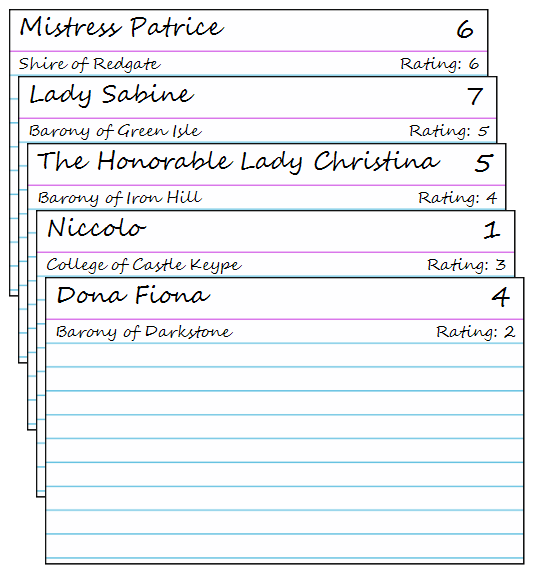 Mistress Patrice 6
Shire of Redgate Rating: 6
Lady Sabine 7
Barony of Green Isle Rating: 5
The Honorable Lady Christina 5
Barony of Iron Hill Rating: 4
Niccolo 1
College of Castle Keype Rating: 3
Dona Fiona 4
Barony of Darkstone Rating: 2